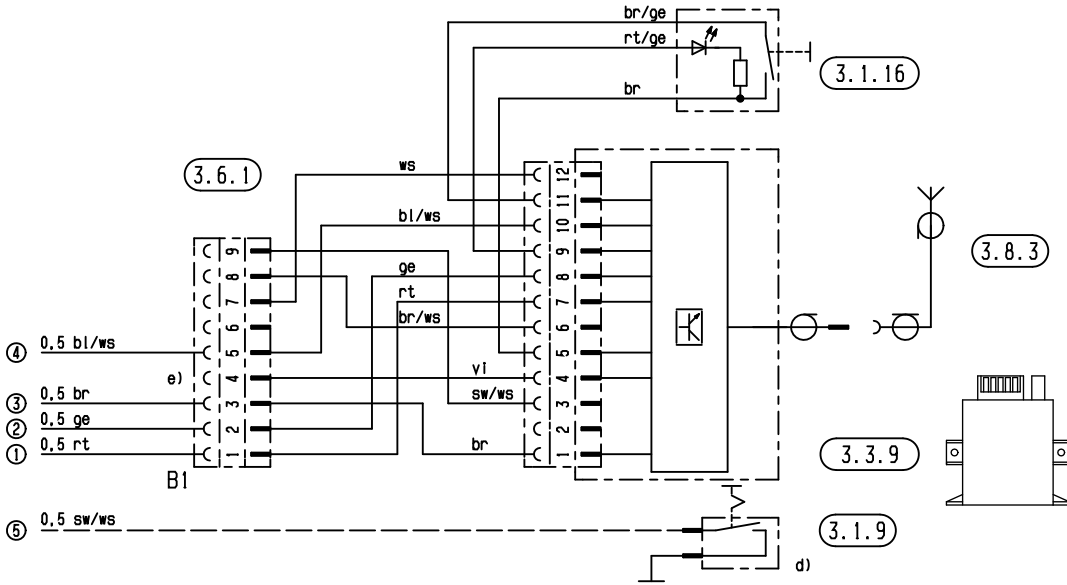 br/ge
rt/ge
3.1.16
br
3.6.1
ws
12
11
bl/ws
10
9
9
3.8.3
8
ge
8
7
rt
7
6
br/ws
6
4 0,5 bl/ws
5
5
e)
4
vi
4
3 0,5 br
3
sw/ws
3
2 0,5 ge
2
2
1 0,5 rt
1
br
1
3.3.9
B1
5 0,5 sw/ws
3.1.9
d)